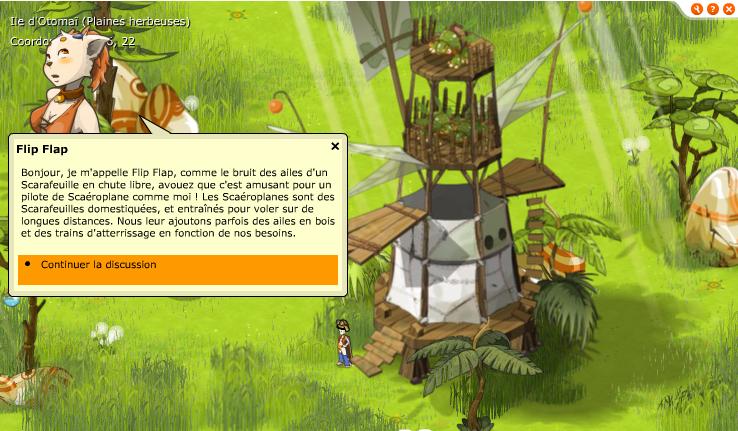 Ile d'Otomaï (Plaines herbeuses)
Coordo , 22
Flip Flap
Bonjour, je m'appelle Flip Flap, comme le bruit des ailes d'un
Scarafeuille en chute libre, avouez que c'est amusant pour un
pilote de Scaéroplane comme moi ! Les Scaéroplanes sont des
Scarafeuilles domestiquées, et entraînés pour voler sur de
longues distances. Nous leur ajoutons parfois des ailes en bois
et des trains d'atterrissage en fonction de nos besoins.
Continuer la discussion